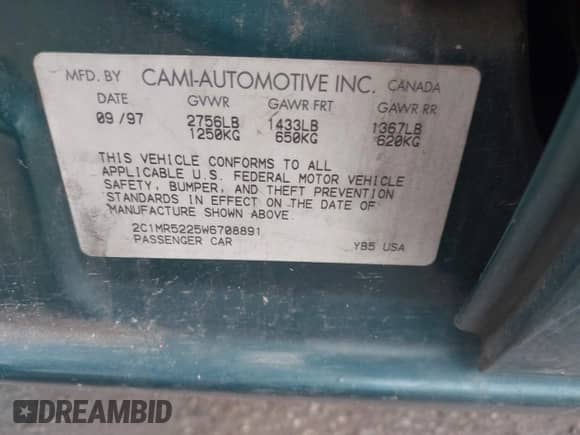 MFD. BY CAMI-AUTOMOTIVE INC. CANADA
DATE GVWR GAWR FRT GAWR RR
09/97 2756LB 1433LB 1367LB
1250KG 650KG 620KG
THIS VEHICLE CONFORMS TO ALL
APPLICABLE U.S. FEDERAL MOTOR VEHICLE
SAFETY, BUMPER, AND THEFT PREVENTION
STANDARDS IN EFFECT ON THE DATE OF
MANUFACTURE SHOWN ABOVE.
2C1MR5225W6708891
PASSENGER CAR YB5 USA
DREAMBID